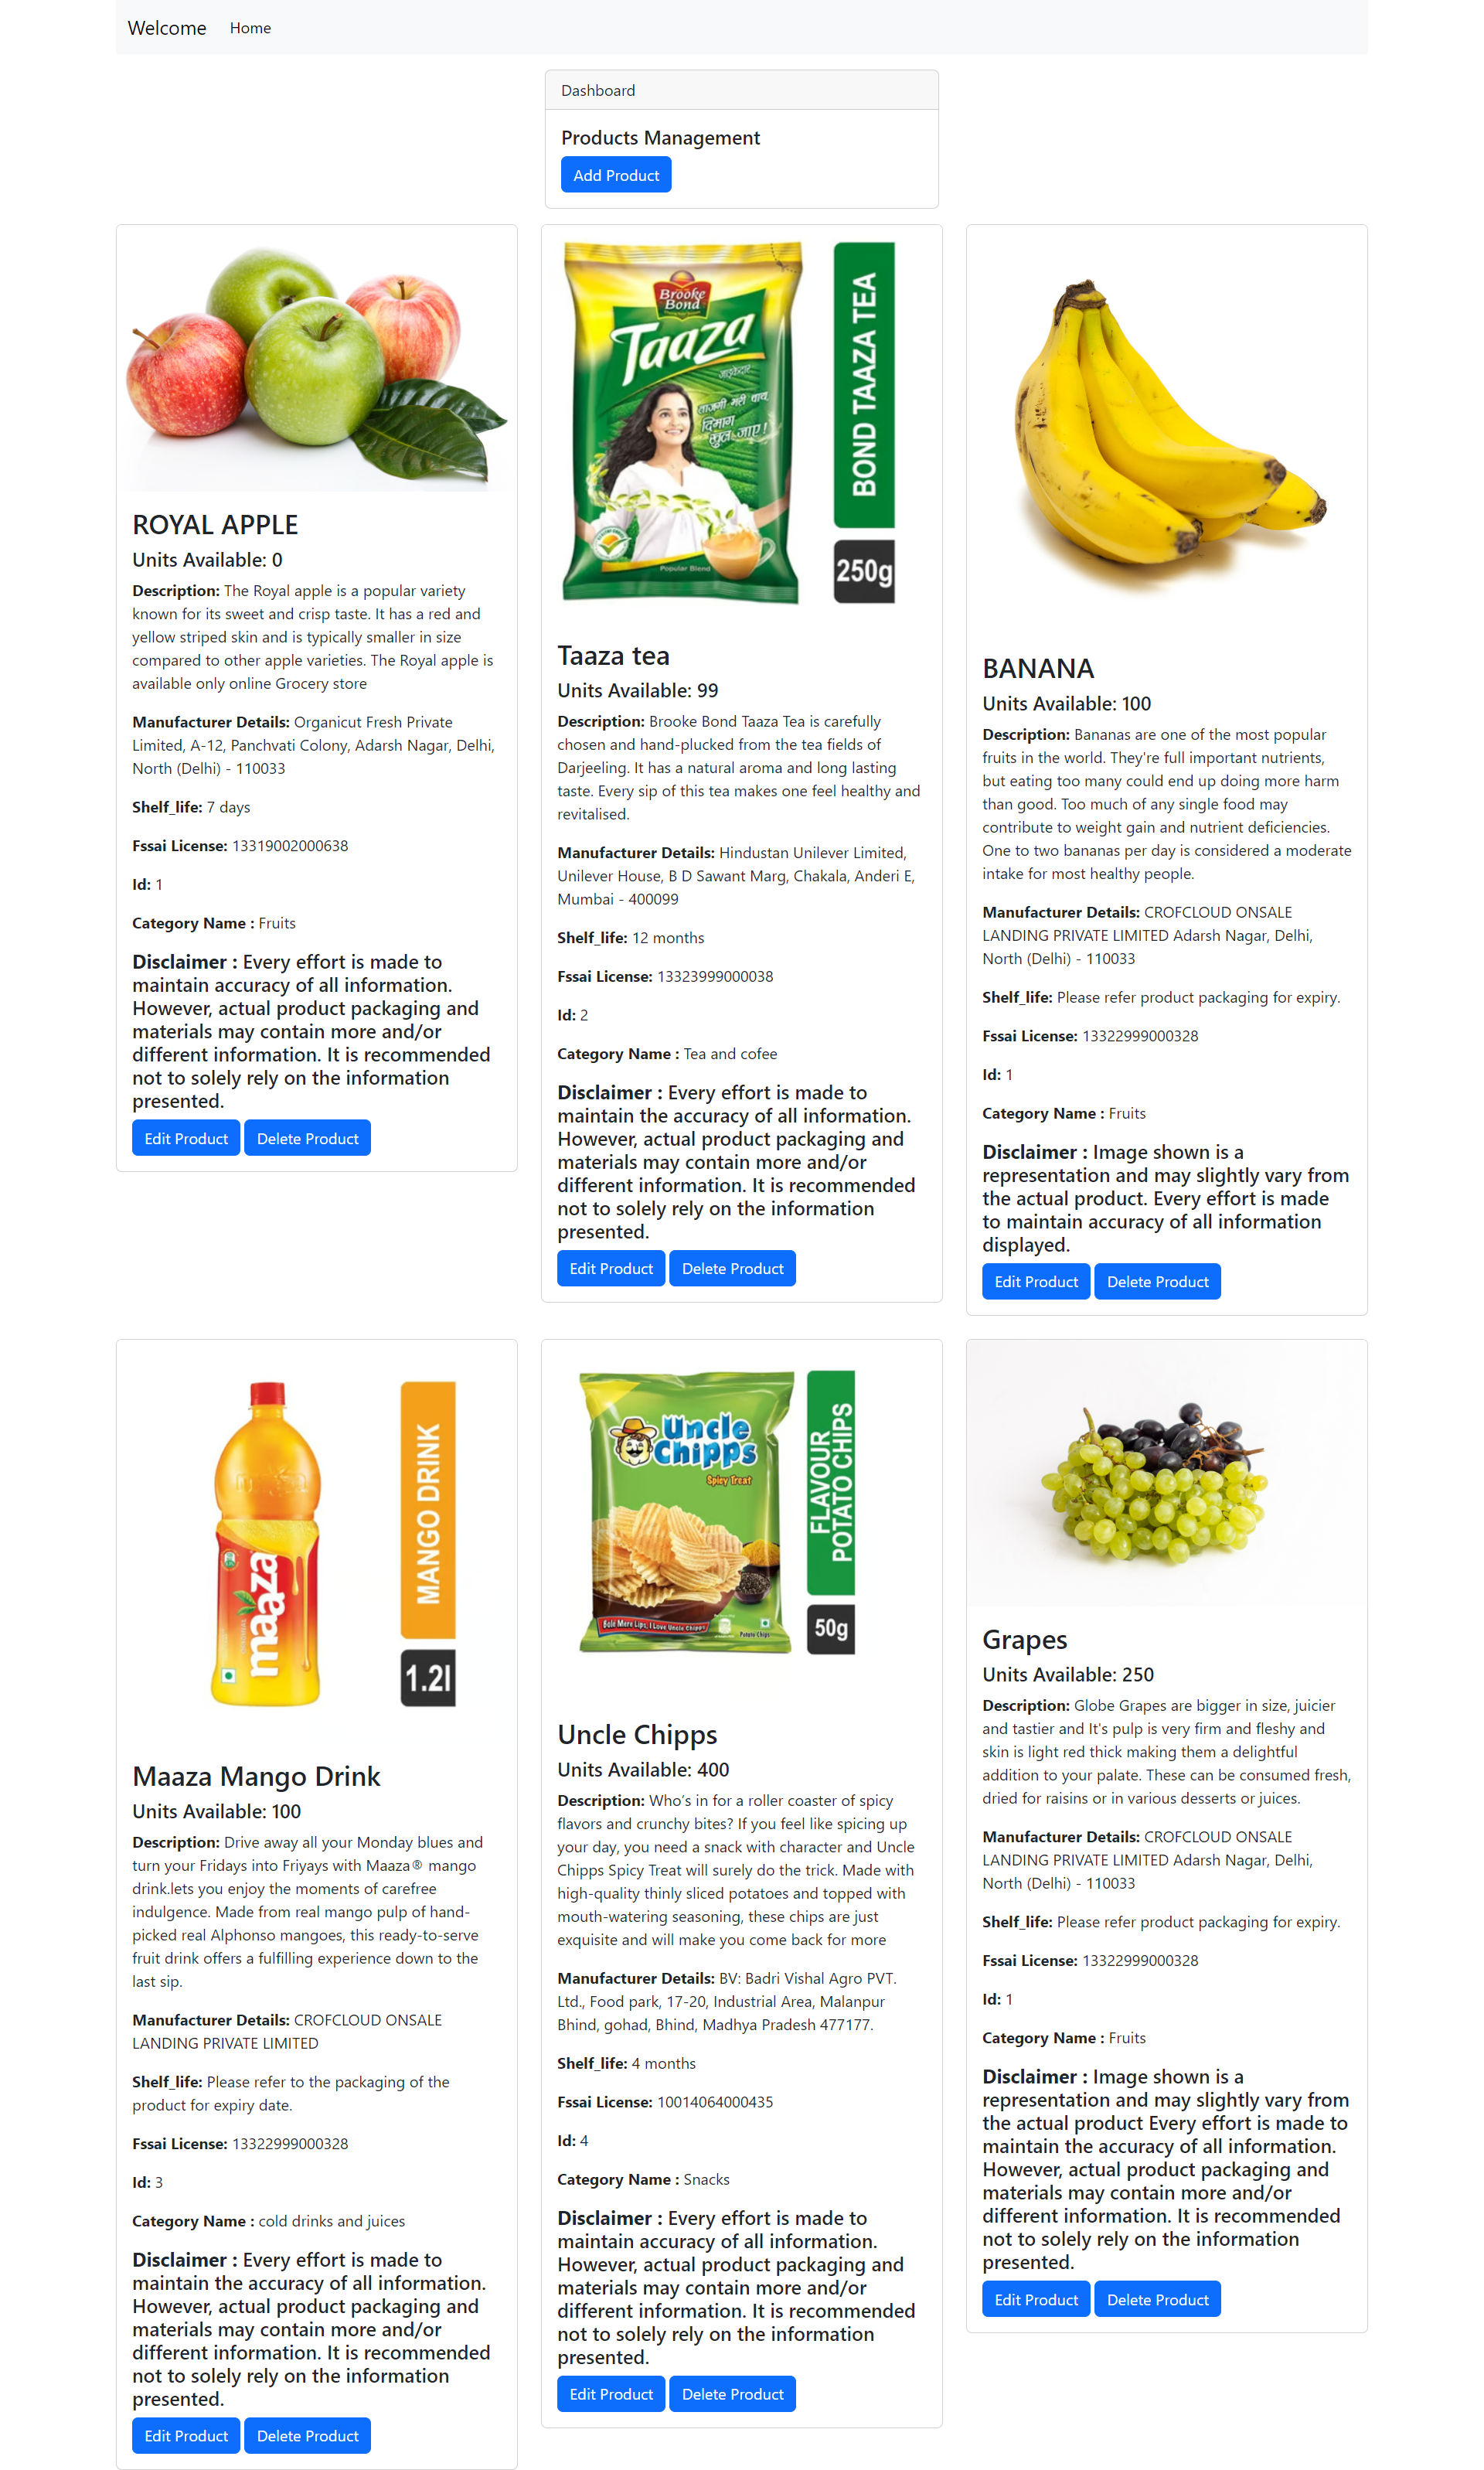 Welcome
Home
Dashboard
Products Management
Add Product
ROYAL APPLE
Units Available: 0
Description: The Royal apple is a popular variety
known for its sweet and crisp taste. It has a red and
yellow striped skin and is typically smaller in size
compared to other apple varieties. The Royal apple is
available only online Grocery store
Manufacturer Details: Organicut Fresh Private
Limited, A-12, Panchvati Colony, Adarsh Nagar, Delhi,
North (Delhi) - 110033
Shelf_life: 7 days
Fssai License: 13319002000638
Id: 1
Category Name : Fruits
Disclaimer : Every effort is made to
maintain accuracy of all information.
However, actual product packaging and
materials may contain more and/or
different information. It is recommended
not to solely rely on the information
presented.
Edit Product
Delete Product
Brooke
Bond
Taaza
ताज़गी भरी चाय,
दिमाग
खुल जाए!
Popular Blend
BOND TAAZA TEA
250g
Taaza tea
Units Available: 99
Description: Brooke Bond Taaza Tea is carefully
chosen and hand-plucked from the tea fields of
Darjeeling. It has a natural aroma and long lasting
taste. Every sip of this tea makes one feel healthy and
revitalised.
Manufacturer Details: Hindustan Unilever Limited,
Unilever House, B D Sawant Marg, Chakala, Anderi E,
Mumbai - 400099
Shelf_life: 12 months
Fssai License: 13323999000038
Id: 2
Category Name : Tea and cofee
Disclaimer : Every effort is made to
maintain the accuracy of all information.
However, actual product packaging and
materials may contain more and/or
different information. It is recommended
not to solely rely on the information
presented.
Edit Product
Delete Product
BANANA
Units Available: 100
Description: Bananas are one of the most popular
fruits in the world. They're full important nutrients,
but eating too many could end up doing more harm
than good. Too much of any single food may
contribute to weight gain and nutrient deficiencies.
One to two bananas per day is considered a moderate
intake for most healthy people.
Manufacturer Details: CROFCLOUD ONSALE
LANDING PRIVATE LIMITED Adarsh Nagar, Delhi,
North (Delhi) - 110033
Shelf_life: Please refer product packaging for expiry.
Fssai License: 13322999000328
Id: 1
Category Name : Fruits
Disclaimer : Image shown is a
representation and may slightly vary from
the actual product. Every effort is made
to maintain accuracy of all information
displayed.
Edit Product
Delete Product
maaza
MANGO DRINK
1.2l
Maaza Mango Drink
Units Available: 100
Description: Drive away all your Monday blues and
turn your Fridays into Friyays with Maaza® mango
drink.lets you enjoy the moments of carefree
indulgence. Made from real mango pulp of hand-
picked real Alphonso mangoes, this ready-to-serve
fruit drink offers a fulfilling experience down to the
last sip.
Manufacturer Details: CROFCLOUD ONSALE
LANDING PRIVATE LIMITED
Shelf_life: Please refer to the packaging of the
product for expiry date.
Fssai License: 13322999000328
Id: 3
Category Name : cold drinks and juices
Disclaimer : Every effort is made to
maintain the accuracy of all information.
However, actual product packaging and
materials may contain more and/or
different information. It is recommended
not to solely rely on the information
presented.
Edit Product
Delete Product
Uncle
Chipps
Spicy Treat
Bole Mere Lips, I Love Uncle Chipps
Potato Chips
FLAVOUR
POTATO CHIPS
50g
Uncle Chipps
Units Available: 400
Description: Who's in for a roller coaster of spicy
flavors and crunchy bites? If you feel like spicing up
your day, you need a snack with character and Uncle
Chipps Spicy Treat will surely do the trick. Made with
high-quality thinly sliced potatoes and topped with
mouth-watering seasoning, these chips are just
exquisite and will make you come back for more
Manufacturer Details: BV: Badri Vishal Agro PVT.
Ltd., Food park, 17-20, Industrial Area, Malanpur
Bhind, gohad, Bhind, Madhya Pradesh 477177.
Shelf_life: 4 months
Fssai License: 10014064000435
Id: 4
Category Name : Snacks
Disclaimer : Every effort is made to
maintain accuracy of all information.
However, actual product packaging and
materials may contain more and/or
different information. It is recommended
not to solely rely on the information
presented.
Edit Product
Delete Product
Grapes
Units Available: 250
Description: Globe Grapes are bigger in size, juicier
and tastier and It's pulp is very firm and fleshy and
skin is light red thick making them a delightful
addition to your palate. These can be consumed fresh,
dried for raisins or in various desserts or juices.
Manufacturer Details: CROFCLOUD ONSALE
LANDING PRIVATE LIMITED Adarsh Nagar, Delhi,
North (Delhi) - 110033
Shelf_life: Please refer product packaging for expiry.
Fssai License: 13322999000328
Id: 1
Category Name : Fruits
Disclaimer : Image shown is a
representation and may slightly vary from
the actual product Every effort is made to
maintain the accuracy of all information.
However, actual product packaging and
materials may contain more and/or
different information. It is recommended
not to solely rely on the information
presented.
Edit Product
Delete Product